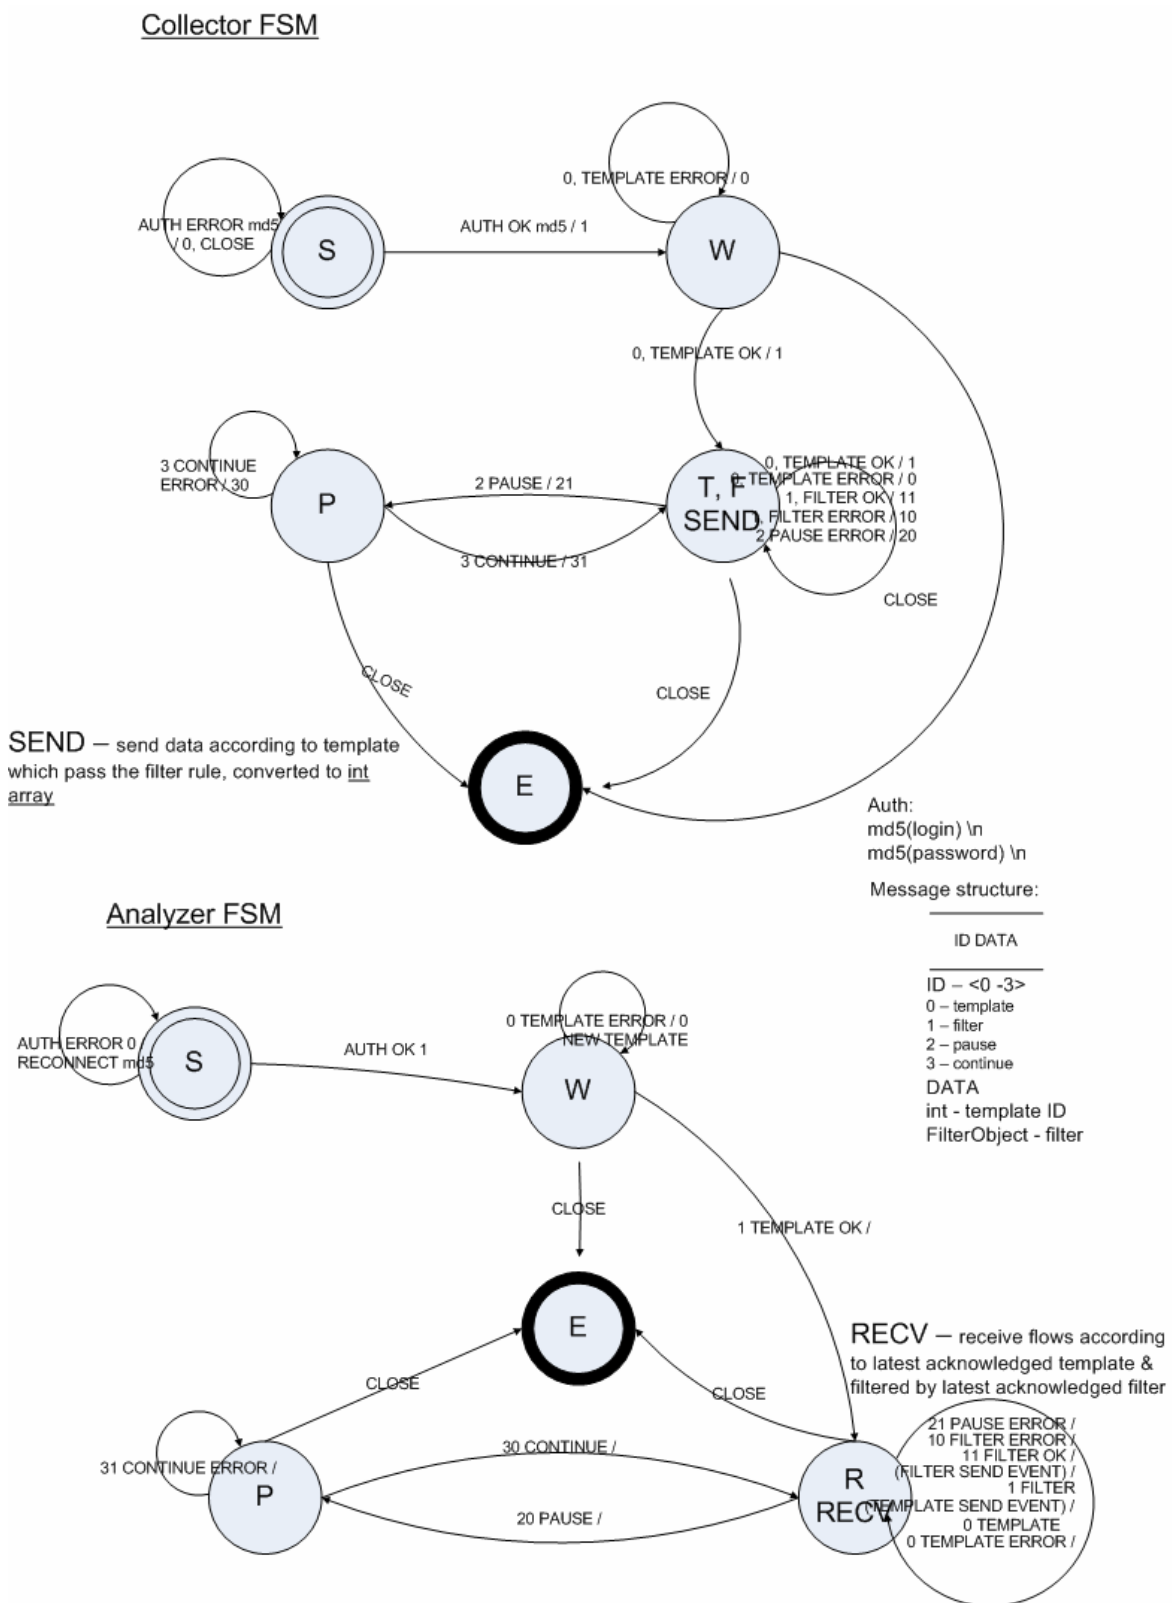 Collector FSM
0, TEMPLATE ERROR / 0
AUTH ERROR md5
/ 0, CLOSE
S
AUTH OK md5 / 1
W
0, TEMPLATE OK / 1
3 CONTINUE
ERROR / 30
P
2 PAUSE / 21
3 CONTINUE / 31
T, F
SEND
0, TEMPLATE OK / 1
0, TEMPLATE ERROR / 0
1, FILTER OK / 11
, FILTER ERROR / 10
2 PAUSE ERROR / 20
CLOSE
CLOSE
CLOSE
SEND – send data according to template
which pass the filter rule, converted to int
array
E
Auth:
md5(login) \n
md5(password) \n
Message structure:
ID DATA
ID – <0 -3>
0 – template
1 – filter
2 – pause
3 – continue
DATA
int - template ID
FilterObject - filter
Analyzer FSM
AUTH ERROR 0 /
RECONNECT md5
S
AUTH OK 1
0 TEMPLATE ERROR / 0
NEW TEMPLATE
W
CLOSE
1 TEMPLATE OK /
E
RECV – receive flows according
to latest acknowledged template &
filtered by latest acknowledged filter
CLOSE
CLOSE
31 CONTINUE ERROR /
P
30 CONTINUE /
20 PAUSE /
R
RECV
21 PAUSE ERROR /
10 FILTER ERROR /
11 FILTER OK /
(FILTER SEND EVENT) /
1 FILTER
(TEMPLATE SEND EVENT) /
0 TEMPLATE
0 TEMPLATE ERROR /